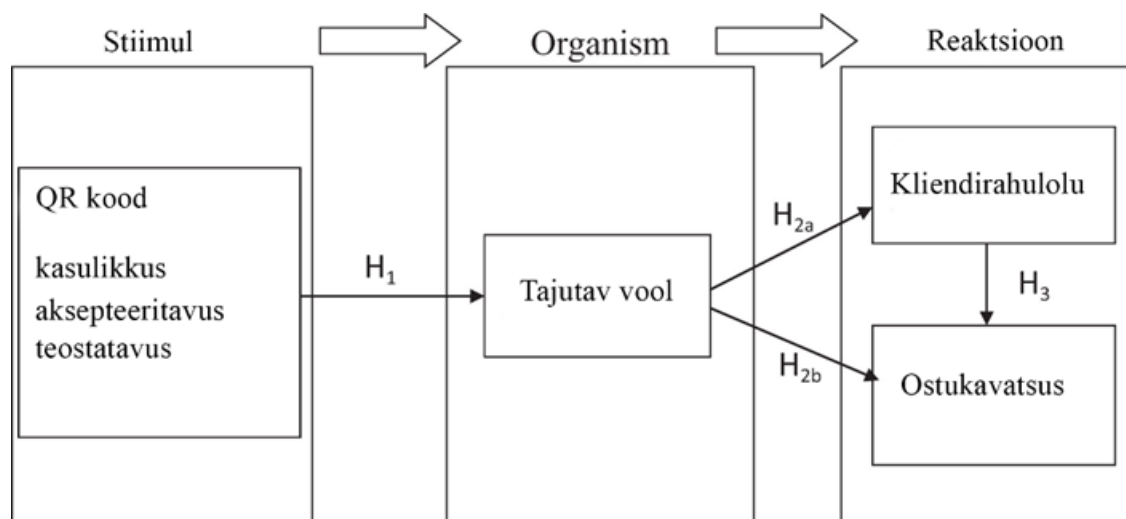 Stiimul
Organism
Reaktsioon
QR kood
kasulikkus
aksepteeritavus
teostatavus
H₁
Tajutav vool
H₂ₐ
H₂b
Kliendirahulolu
H₃
Ostukavatsus